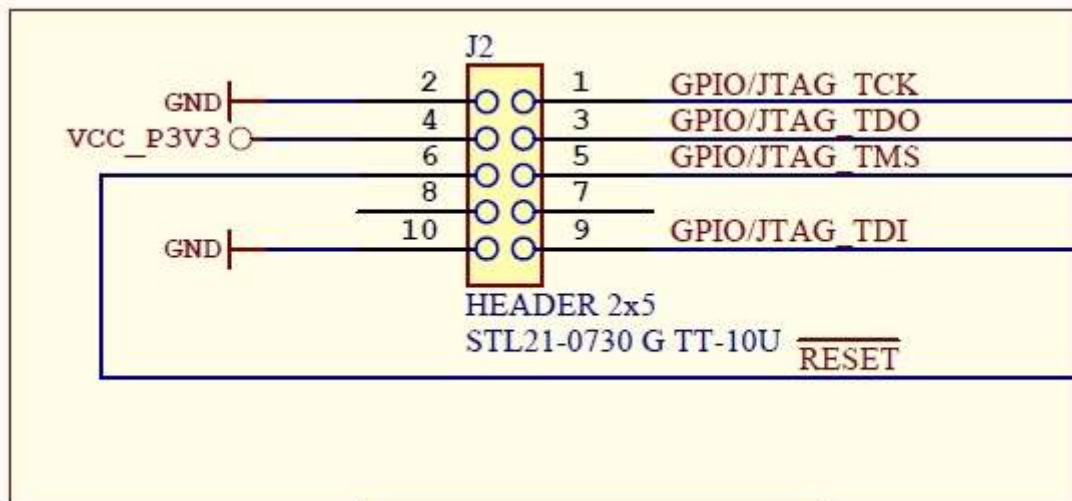 J2
2 1 GPIO/JTAG_TCK
GND
4 3 GPIO/JTAG_TDO
VCC_P3V3
6 5 GPIO/JTAG_TMS
8 7
10 9 GPIO/JTAG_TDI
GND
HEADER 2x5
STL21-0730 G TT-10U
RESET